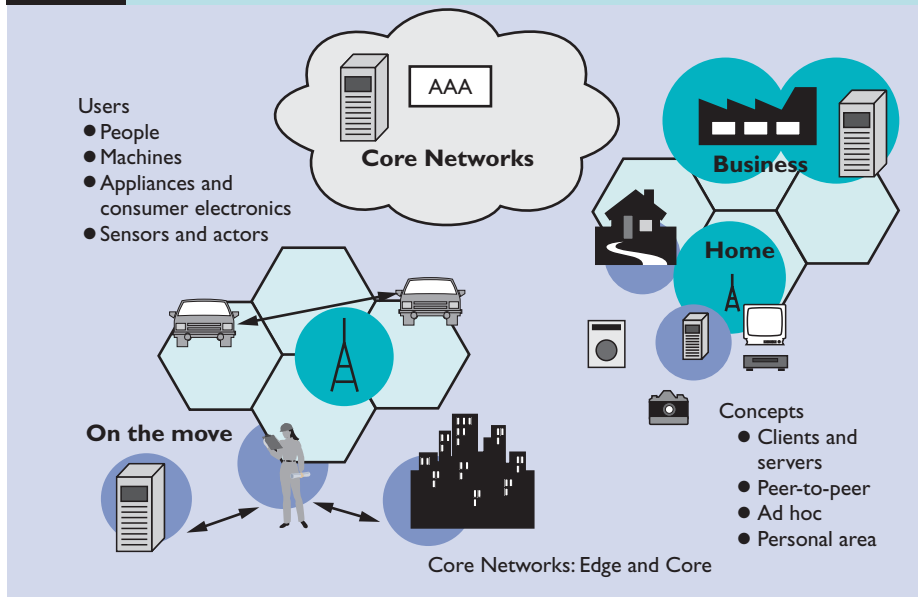 AAA
Core Networks
Users
● People
● Machines
● Appliances and
consumer electronics
● Sensors and actors
Business
Home
On the move
Concepts
● Clients and
servers
● Peer-to-peer
● Ad hoc
● Personal area
Core Networks: Edge and Core